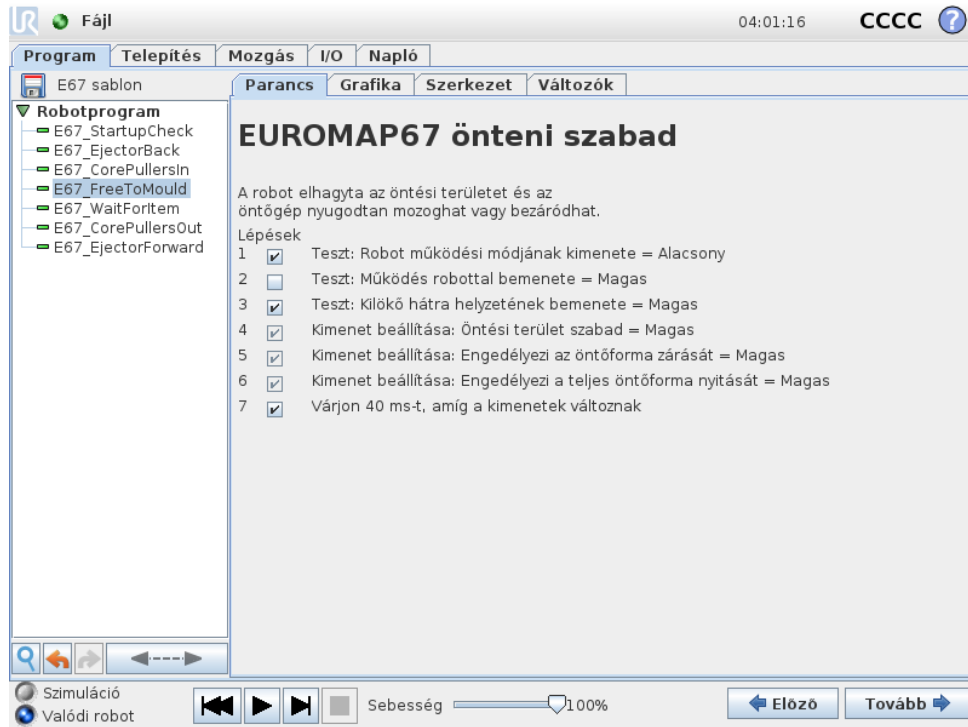 UR Fájl 04:01:16 CCCC ?
Program Telepítés Mozgás I/O Napló
E67 sablon
Parancs Grafika Szerkezet Változók
Robotprogram
E67_StartupCheck
E67_EjectorBack
E67_CorePullersIn
E67_FreeToMould
E67_WaitForItem
E67_CorePullersOut
E67_EjectorForward
EUROMAP67 önteni szabad
A robot elhagyta az öntési területet és az
öntőgép nyugodtan mozoghat vagy bezáródhat.
Lépések
1 Teszt: Robot működési módjának kimenete = Alacsony
2 Teszt: Működés robottal bemenete = Magas
3 Teszt: Kilökő hátra helyzetének bemenete = Magas
4 Kimenet beállítása: Öntési terület szabad = Magas
5 Kimenet beállítása: Engedélyezi az öntőforma zárását = Magas
6 Kimenet beállítása: Engedélyezi a teljes öntőforma nyitását = Magas
7 Várjon 40 ms-t, amíg a kimenetek változnak
Szimuláció
Valódi robot
Sebesség 100%
Előző Tovább